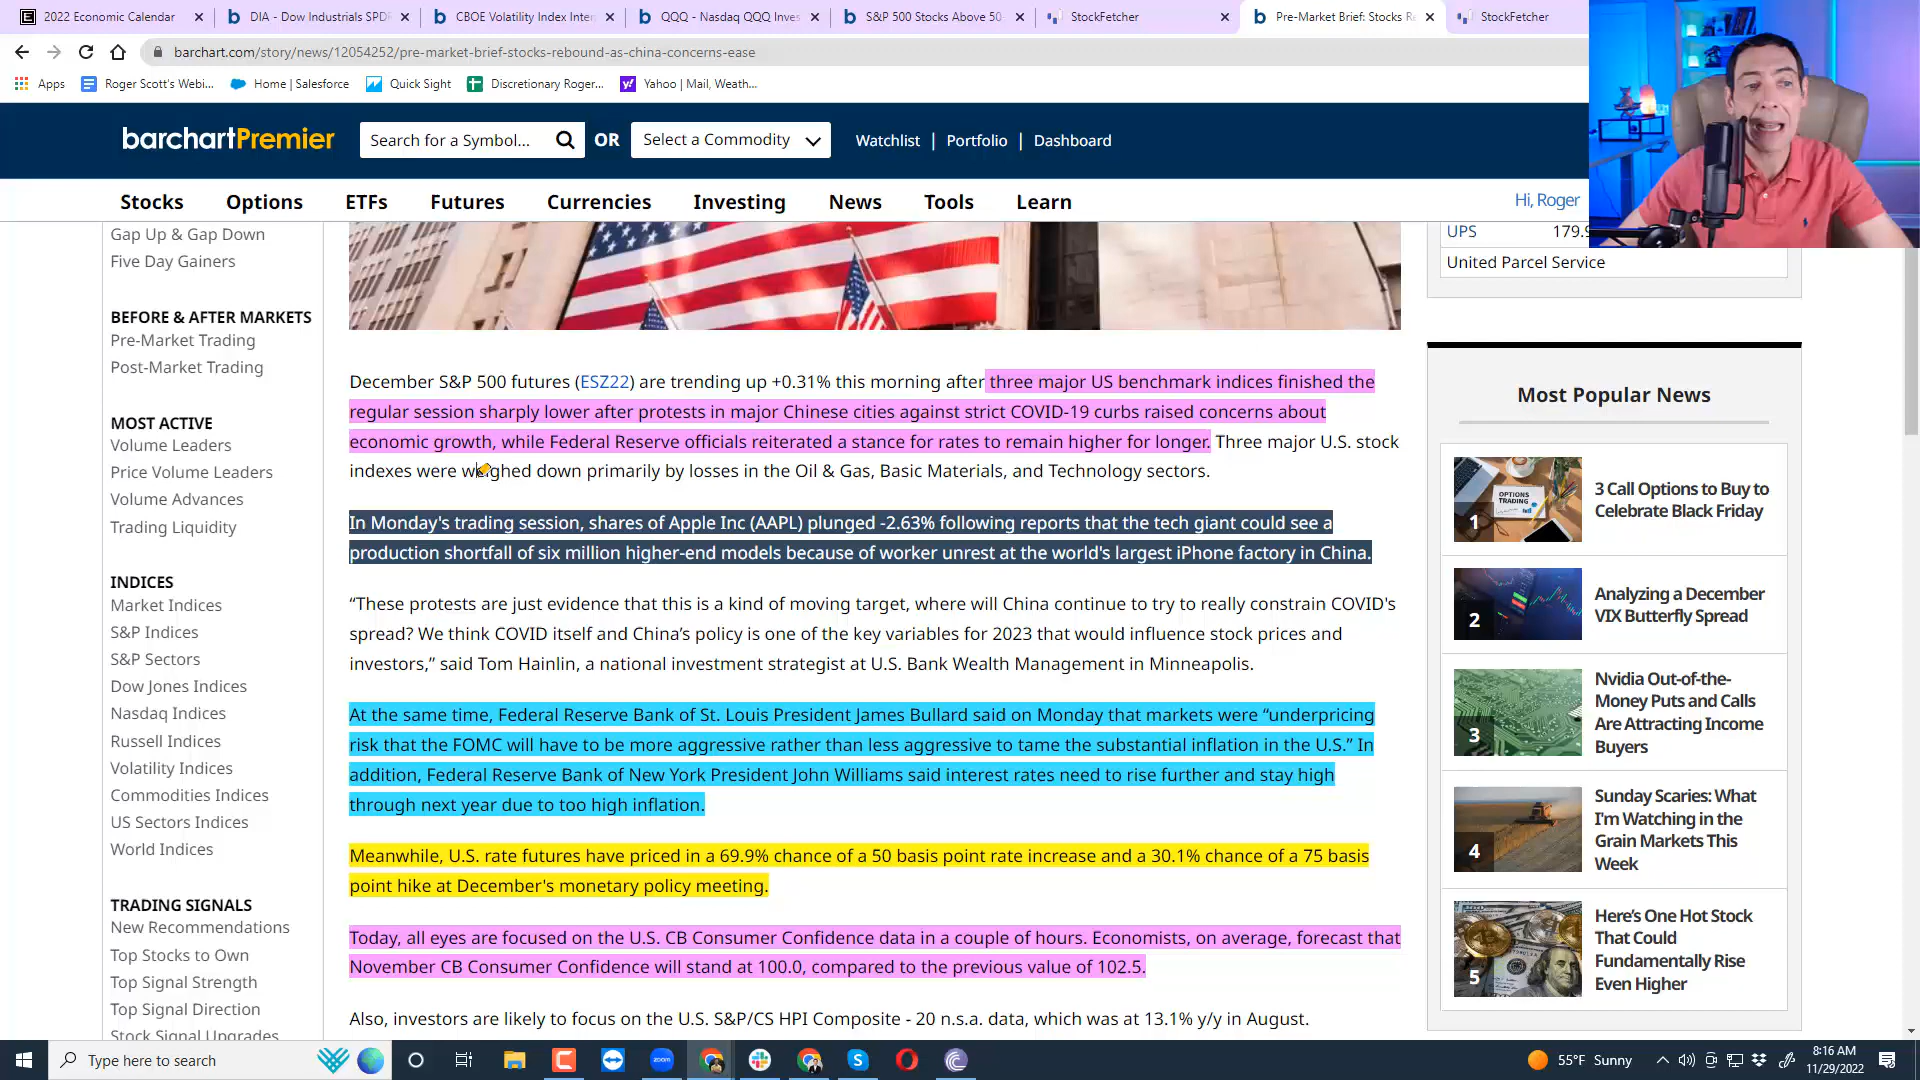 2022 Economic Calendar
DIA - Dow Industrials SPDR
CBOE Volatility Index Inter
QQQ - Nasdaq QQQ Inves
S&P 500 Stocks Above 50-
StockFetcher
Pre-Market Brief: Stocks Re
StockFetcher
barchart.com/story/news/12054252/pre-market-brief-stocks-rebound-as-china-concerns-ease
Apps
Roger Scott's Webi...
Home | Salesforce
Quick Sight
Discretionary Roger...
Yahoo | Mail, Weath...
barchartPremier
Search for a Symbol...
OR
Select a Commodity
Watchlist | Portfolio | Dashboard
Stocks Options ETFs Futures Currencies Investing News Tools Learn
Hi, Roger
Gap Up & Gap Down
Five Day Gainers
BEFORE & AFTER MARKETS
Pre-Market Trading
Post-Market Trading
MOST ACTIVE
Volume Leaders
Price Volume Leaders
Volume Advances
Trading Liquidity
INDICES
Market Indices
S&P Indices
S&P Sectors
Dow Jones Indices
Nasdaq Indices
Russell Indices
Volatility Indices
Commodities Indices
US Sectors Indices
World Indices
TRADING SIGNALS
New Recommendations
Top Stocks to Own
Top Signal Strength
Top Signal Direction
Stock Signal Upgrades
December S&P 500 futures (ESZ22) are trending up +0.31% this morning after three major US benchmark indices finished the
regular session sharply lower after protests in major Chinese cities against strict COVID-19 curbs raised concerns about
economic growth, while Federal Reserve officials reiterated a stance for rates to remain higher for longer. Three major U.S. stock
indexes were weighed down primarily by losses in the Oil & Gas, Basic Materials, and Technology sectors.
In Monday's trading session, shares of Apple Inc (AAPL) plunged -2.63% following reports that the tech giant could see a
production shortfall of six million higher-end models because of worker unrest at the world's largest iPhone factory in China.
“These protests are just evidence that this is a kind of moving target, where will China continue to try to really constrain COVID's
spread? We think COVID itself and China’s policy is one of the key variables for 2023 that would influence stock prices and
investors,” said Tom Hainlin, a national investment strategist at U.S. Bank Wealth Management in Minneapolis.
At the same time, Federal Reserve Bank of St. Louis President James Bullard said on Monday that markets were “underpricing
risk that the FOMC will have to be more aggressive rather than less aggressive to tame the substantial inflation in the U.S.” In
addition, Federal Reserve Bank of New York President John Williams said interest rates need to rise further and stay high
through next year due to too high inflation.
Meanwhile, U.S. rate futures have priced in a 69.9% chance of a 50 basis point rate increase and a 30.1% chance of a 75 basis
point hike at December's monetary policy meeting.
Today, all eyes are focused on the U.S. CB Consumer Confidence data in a couple of hours. Economists, on average, forecast that
November CB Consumer Confidence will stand at 100.0, compared to the previous value of 102.5.
Also, investors are likely to focus on the U.S. S&P/CS HPI Composite - 20 n.s.a. data, which was at 13.1% y/y in August.
UPS 179.9
United Parcel Service
Most Popular News
OPTIONS
TRADING
1
3 Call Options to Buy to
Celebrate Black Friday
2
Analyzing a December
VIX Butterfly Spread
3
Nvidia Out-of-the-
Money Puts and Calls
Are Attracting Income
Buyers
4
Sunday Scaries: What
I'm Watching in the
Grain Markets This
Week
5
Here’s One Hot Stock
That Could
Fundamentally Rise
Even Higher
Type here to search
zoom
55°F Sunny
8:16 AM
11/29/2022